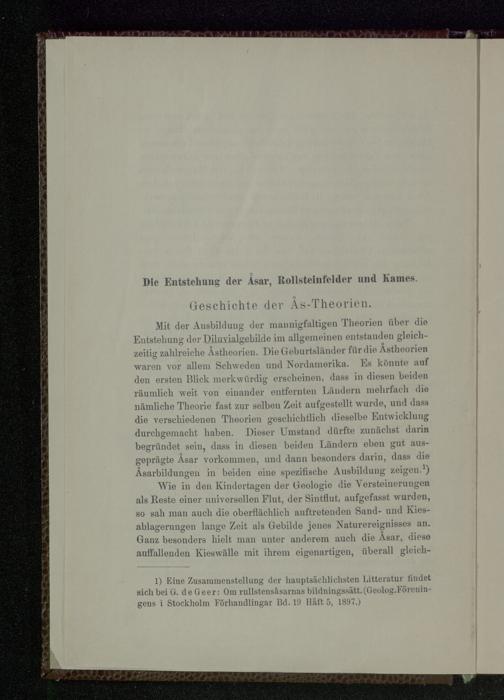 Die Entstehung der Åsar, Rollsteinfelder und Kames.
Geschichte der Ås-Theorien.
Mit der Ausbildung der mannigfaltigen Theorien über die
Entstehung der Diluvialgebilde im allgemeinen entstanden gleich-
zeitig zahlreiche Åstheorien. Die Geburtsländer für die Åstheorien
waren vor allem Schweden und Nordamerika. Es könnte auf
den ersten Blick merkwürdig erscheinen, dass in diesen beiden
räumlich weit von einander entfernten Ländern mehrfach die
nämliche Theorie fast zur selben Zeit aufgestellt wurde, und dass
die verschiedenen Theorien geschichtlich dieselbe Entwicklung
durchgemacht haben. Dieser Umstand dürfte zunächst darin
begründet sein, dass in diesen beiden Ländern eben gut aus-
geprägte Åsar vorkommen, und dann besonders darin, dass die
Åsarbildungen in beiden eine spezifische Ausbildung zeigen.¹)
Wie in den Kindertagen der Geologie die Versteinerungen
als Reste einer universellen Flut, der Sintflut, aufgefasst wurden,
so sah man auch die oberflächlich auftretenden Sand- und Kies-
ablagerungen lange Zeit als Gebilde jenes Naturereignisses an.
Ganz besonders hielt man unter anderem auch die Åsar, diese
auffallenden Kieswälle mit ihrem eigenartigen, überall gleich-
1) Eine Zusammenstellung der hauptsächlichsten Litteratur findet
sich bei G. de Geer: Om rullstensåsarnas bildningssätt. (Geolog. Förenin-
gens i Stockholm Förhandlingar Bd. 19 Häft 5, 1897.)